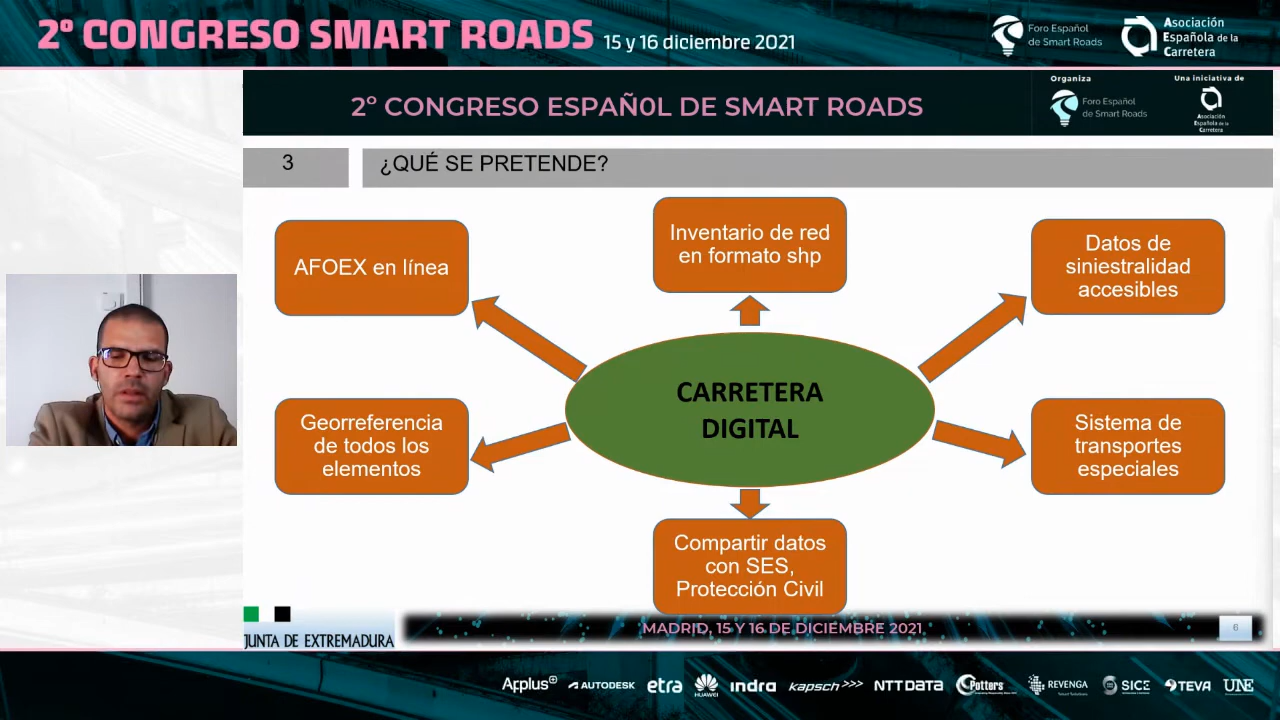 2º CONGRESO SMART ROADS 15 y 16 diciembre 2021
Foro Español
de Smart Roads
Asociación
Española de la
Carretera
2º CONGRESO ESPAÑ0L DE SMART ROADS
Organiza
Foro Español
de Smart Roads
Una iniciativa de
Asociación
Española de la
Carretera
3
¿QUÉ SE PRETENDE?
AFOEX en línea
Inventario de red
en formato shp
Datos de
siniestralidad
accesibles
CARRETERA
DIGITAL
Georreferencia
de todos los
elementos
Sistema de
transportes
especiales
Compartir datos
con SES,
Protección Civil
JUNTA DE EXTREMADURA
MADRID, 15 Y 16 DE DICIEMBRE 2021
6
Applus+
AUTODESK
etra
HUAWEI
indra
kapsch >>>
NTT DATA
Potters
REVENGA
SICE
TEVA
UNE